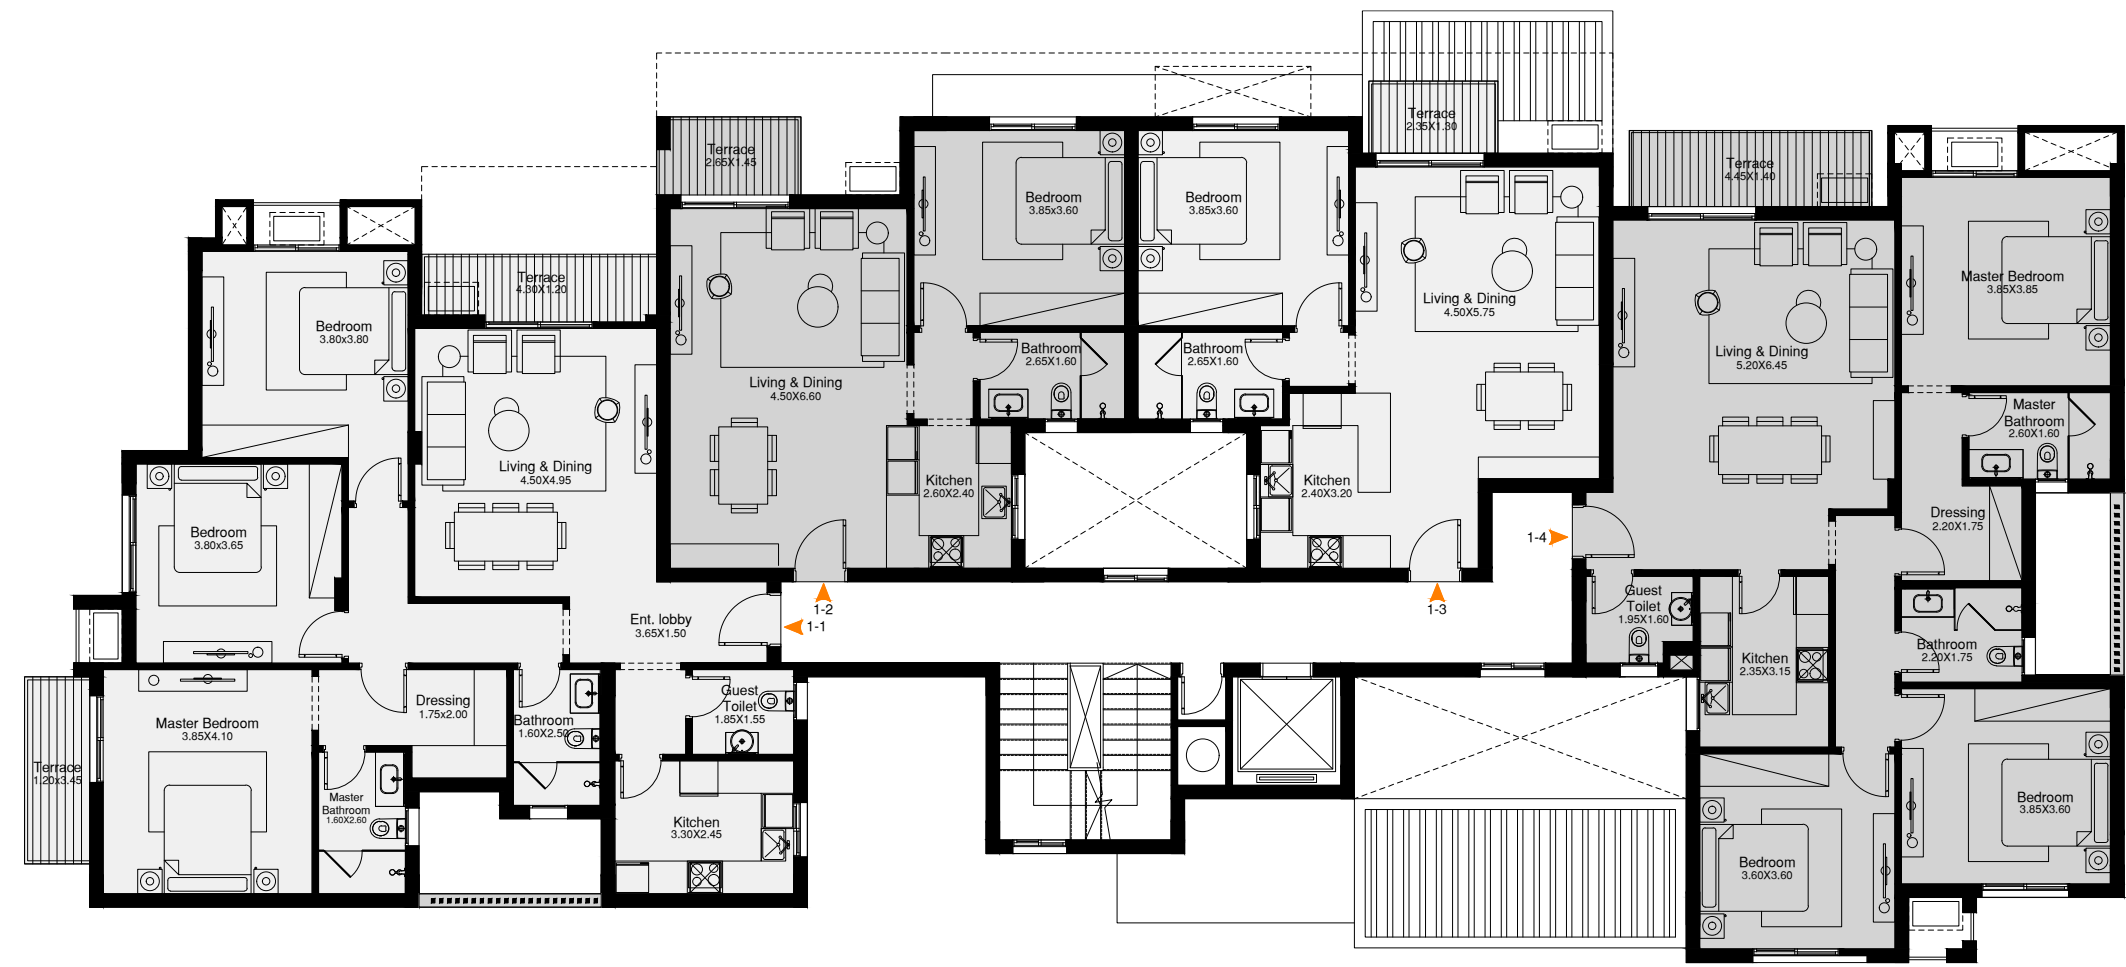 Terrace
2.35X1.30
Terrace
2.65X1.45
Terrace
4.45X1.40
Bedroom
3.85x3.60
Bedroom
3.85x3.60
Terrace
4.30X1.20
Master Bedroom
3.85X3.85
Living & Dining
4.50X5.75
Bedroom
3.80x3.80
Bathroom
2.65X1.60
Bathroom
2.65X1.60
Living & Dining
5.20X6.45
Living & Dining
4.50X6.60
Master
Bathroom
2.60X1.60
Living & Dining
4.50X4.95
Kitchen
2.60X2.40
Kitchen
2.40X3.20
Bedroom
3.80x3.65
Dressing
2.20X1.75
1-4
Guest
Toilet
1.95X1.60
1-2
1-3
Ent. lobby
3.65X1.50
1-1
Bathroom
2.20X1.75
Kitchen
2.35X3.15
Dressing
1.75x2.00
Guest
Toilet
1.85X1.55
Master Bedroom
3.85X4.10
Bathroom
1.60X2.50
Terrace
1.20x3.45
Master
Bathroom
1.60X2.60
Bedroom
3.85X3.60
Kitchen
3.30X2.45
Bedroom
3.60X3.60